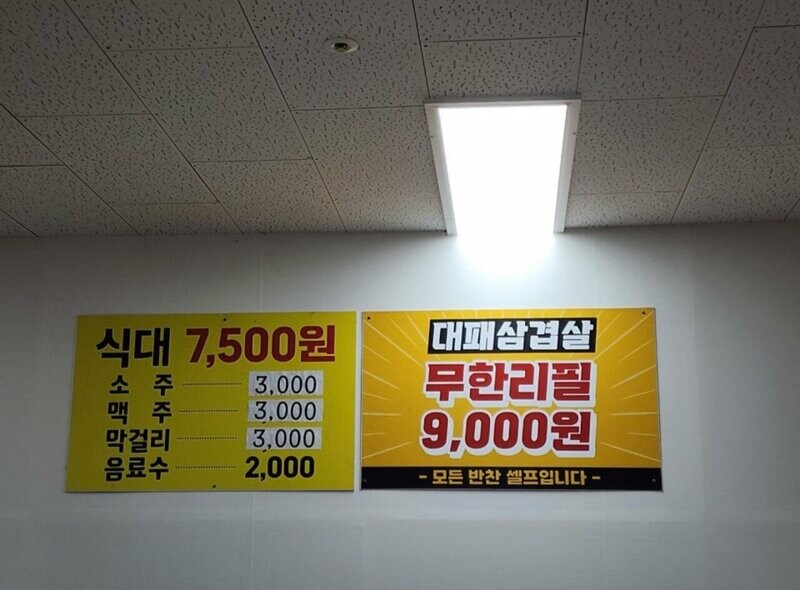 식대 7,500원
소 주 3,000
맥 주 3,000
막걸리 3,000
음료수 2,000
대패삼겹살
무한리필
9,000원
- 모든 반찬 셀프입니다 -